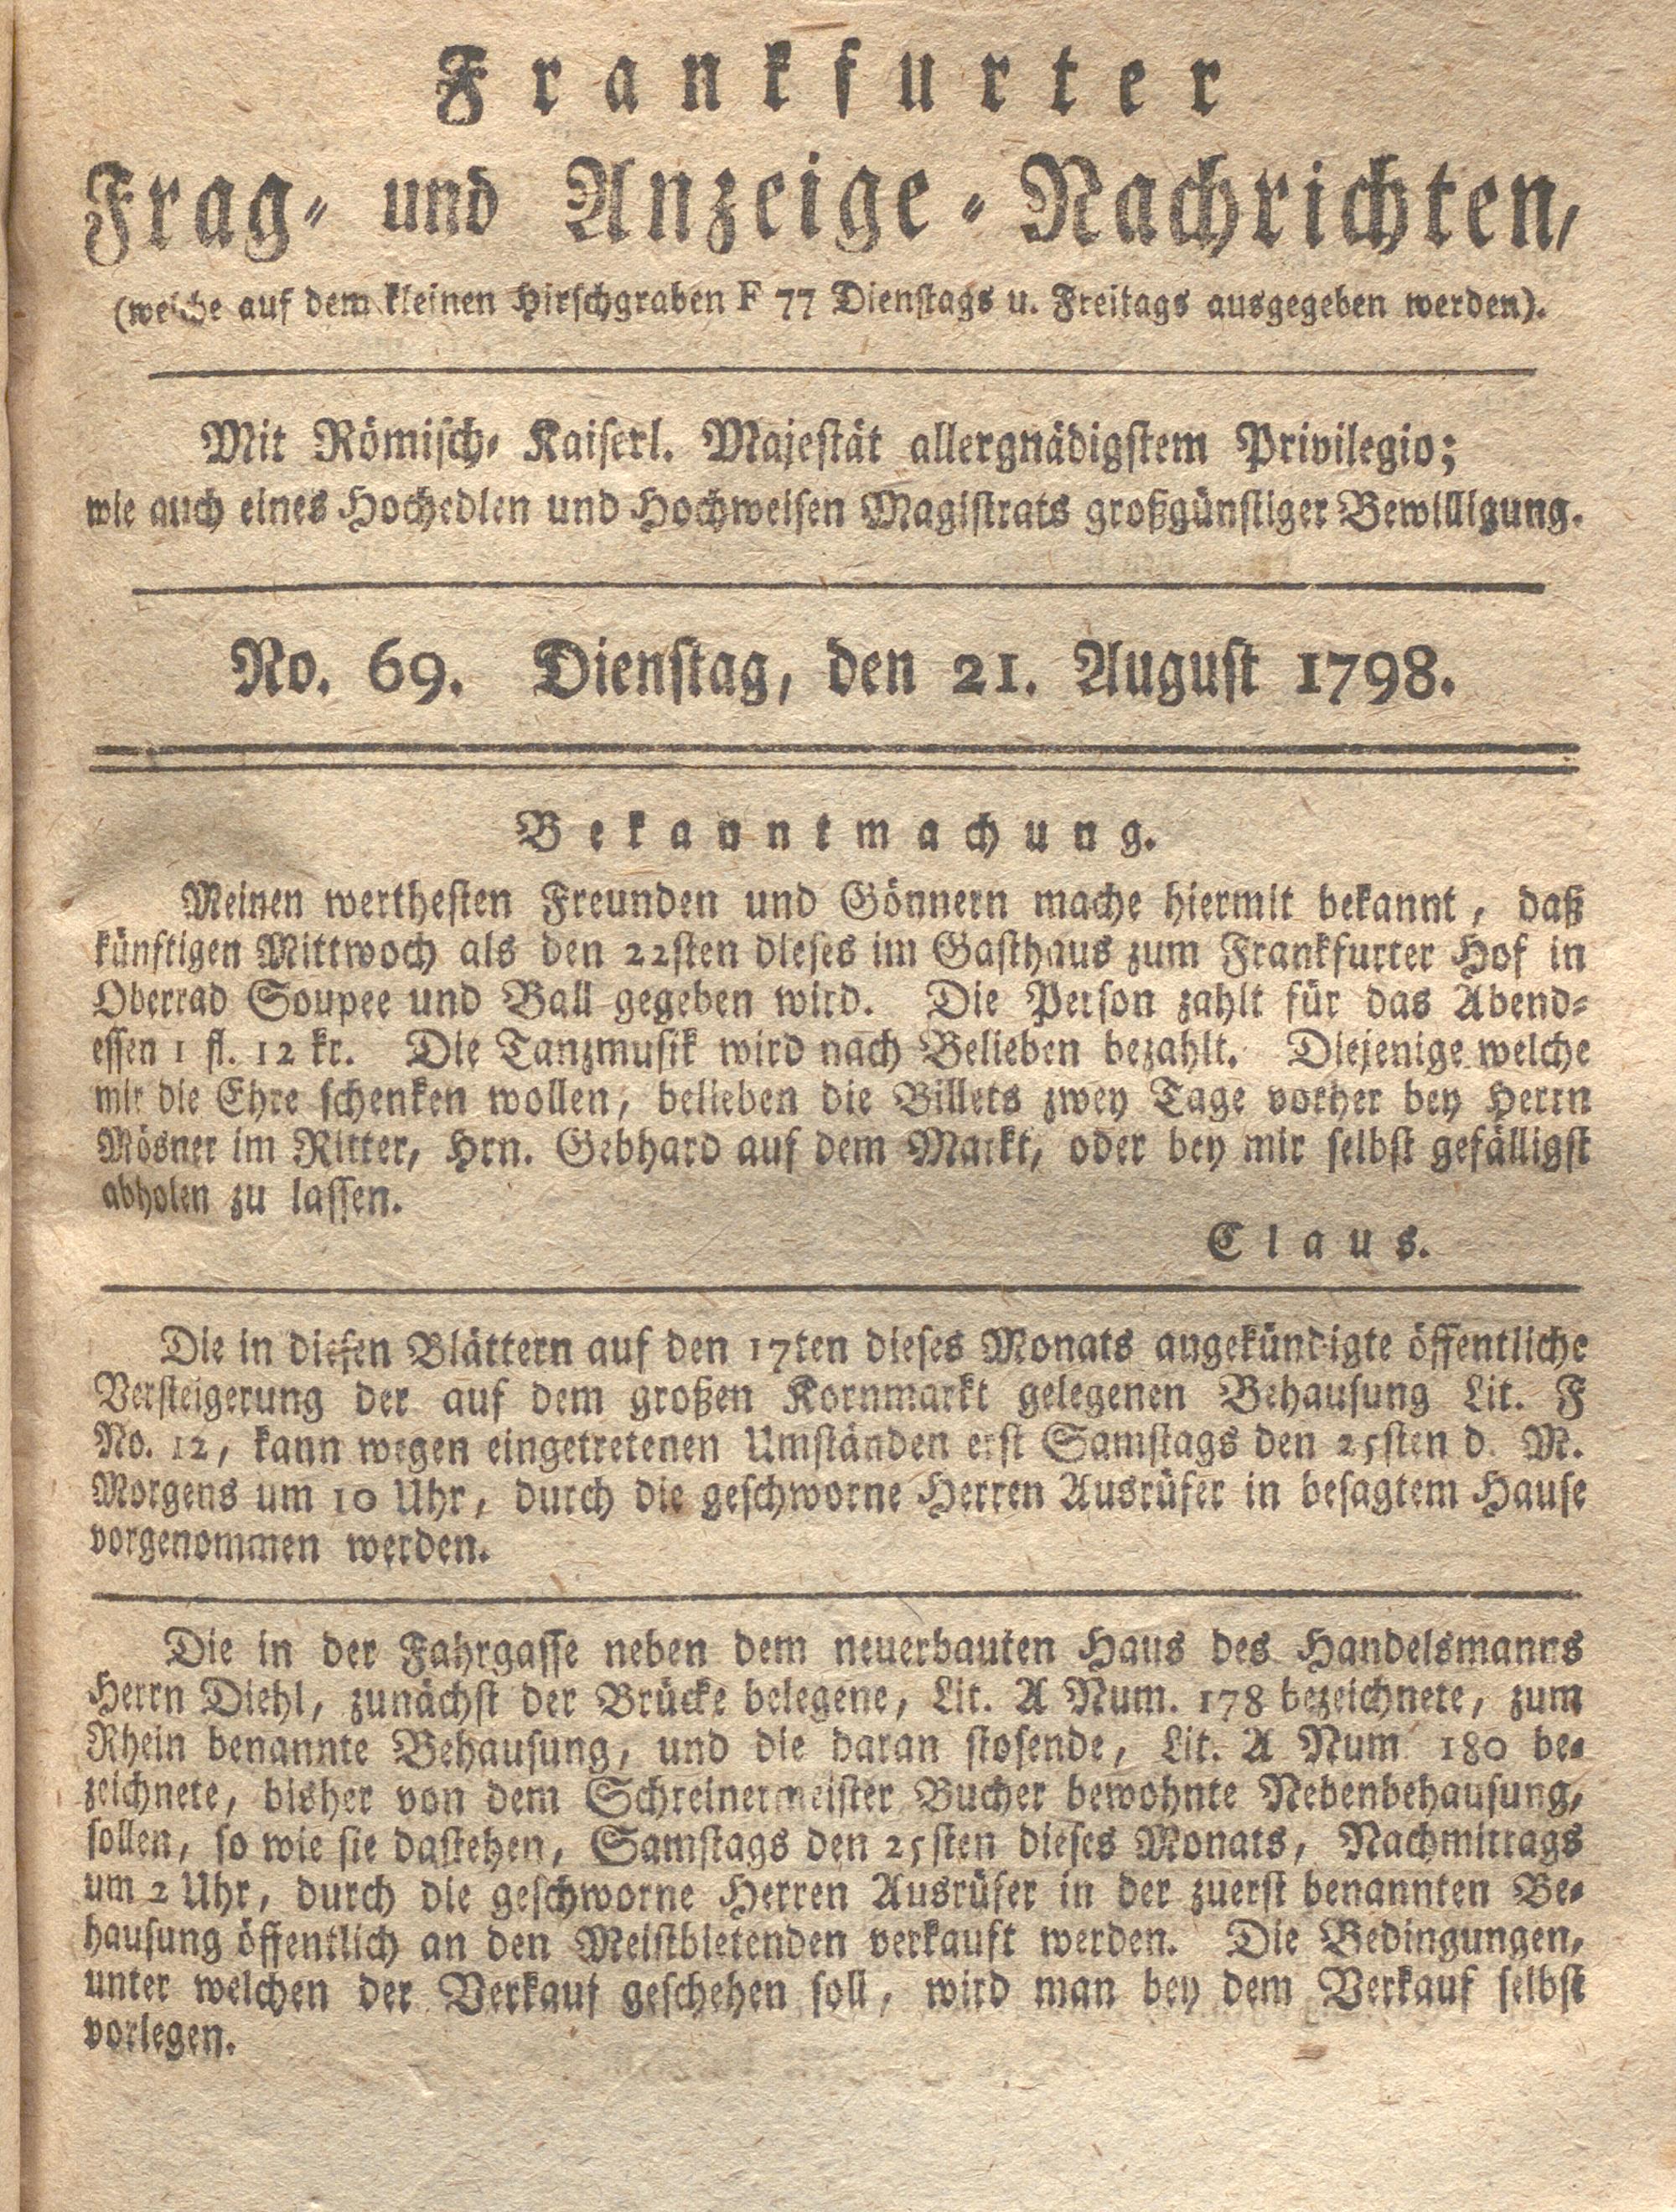 Frankfurter
Frag- und Anzeige-Nachrichten,
(welche auf dem kleinen Hirschgraben F 77 Dienstags u. Freitags ausgegeben werden).
Mit Römisch- Kaiserl. Majestät allergnädigstem Privilegio;
wie auch eines Hochedlen und Hochweisen Magistrats großgünstiger Bewilligung.
No. 69. Dienstag, den 21. August 1798.
Bekanntmachung.
Meinen werthesten Freunden und Gönnern mache hiermit bekannt, daß
künftigen Mittwoch als den 22sten dieses im Gasthaus zum Frankfurter Hof in
Oberrad Soupee und Ball gegeben wird. Die Person zahlt für das Abend-
essen 1 fl. 12 kr. Die Tanzmusik wird nach Belieben bezahlt. Diejenige welche
mir die Ehre schenken wollen, belieben die Billets zwey Tage vorher bey Herrn
Mösner im Ritter, Hrn. Gebhard auf dem Markt, oder bey mir selbst gefälligst
abholen zu lassen.
Claus.
Die in diesen Blättern auf den 17ten dieses Monats angekündigte öffentliche
Versteigerung der auf dem großen Kornmarkt gelegenen Behausung Lit. F
No. 12, kann wegen eingetretenen Umständen erst Samstags den 25sten d. M.
Morgens um 10 Uhr, durch die geschworne Herren Ausrüfer in besagtem Hause
vorgenommen werden.
Die in der Fahrgasse neben dem neuerbauten Haus des Handelsmanns
Herrn Diehl, zunächst der Brücke belegene, Lit. A Num. 178 bezeichnete, zum
Rhein benannte Behausung, und die daran stosende, Lit. A Num 180 be-
zeichnete, bisher von dem Schreinermeister Bucher bewohnte Nebenbehausung,
sollen, so wie sie dastehen, Samstags den 25sten dieses Monats, Nachmittags
um 2 Uhr, durch die geschworne Herren Ausrüfer in der zuerst benannten Be-
hausung öffentlich an den Meistbietenden verkauft werden. Die Bedingungen,
unter welchen der Verkauf geschehen soll, wird man bey dem Verkauf selbst
vorlegen.